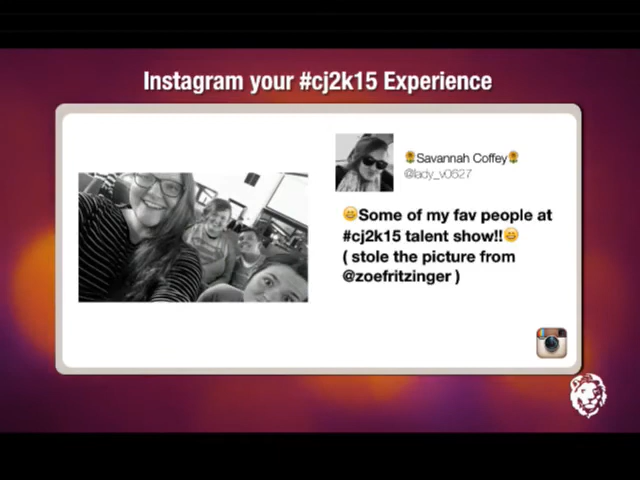 Instagram your #cj2k15 Experience
🌻Savannah Coffey🌻
@lady_v0627
😊Some of my fav people at
#cj2k15 talent show!!😊
( stole the picture from
@zoefritzinger )